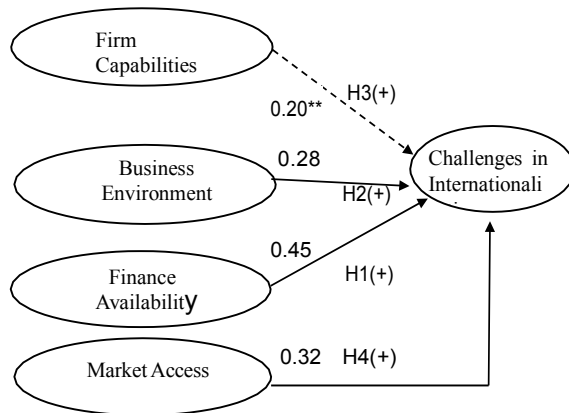 Firm
Capabilities
H3(+)
0.20**
Business
Environment
0.28
H2(+)
Challenges in
Internationali
Finance
Availability
0.45
H1(+)
Market Access
0.32 H4(+)